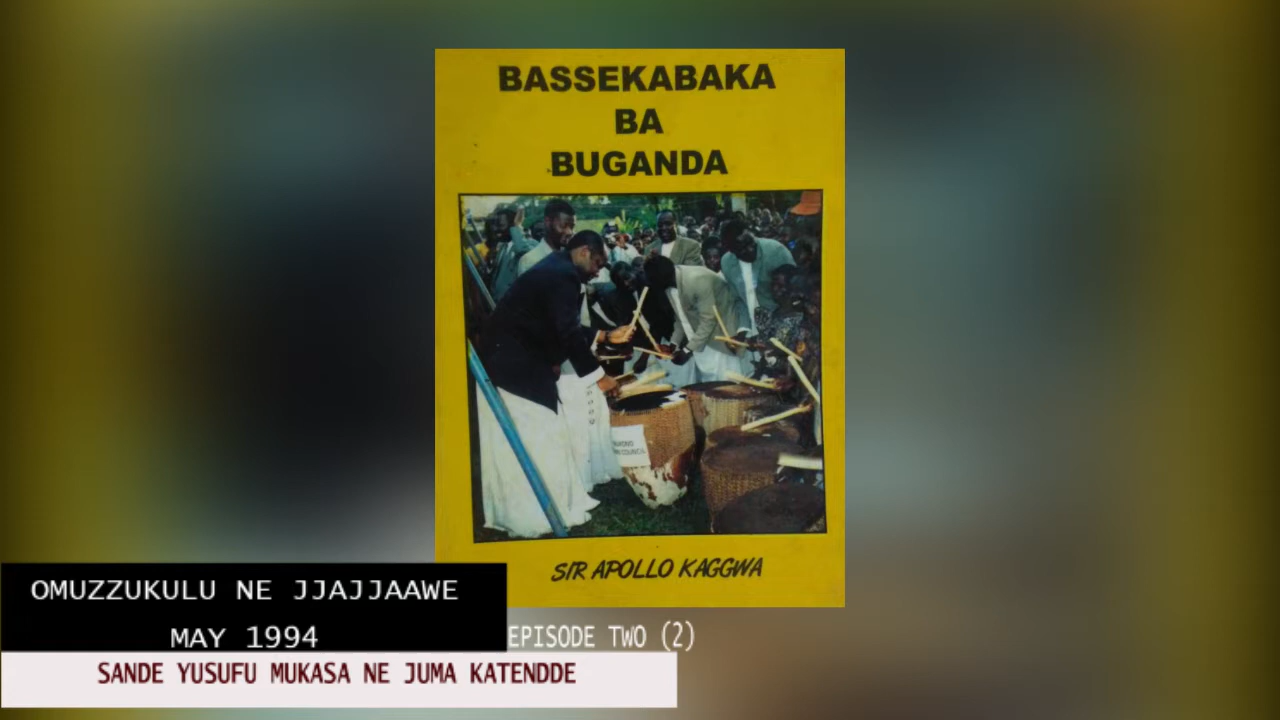 BASSEKABAKA
BA
BUGANDA
COUNCIL
SIR APOLLO KAGGWA
OMUZZUKULU NE JJAJJAAWE
MAY 1994
EPISODE TWO (2)
SANDE YUSUFU MUKASA NE JUMA KATENDDE